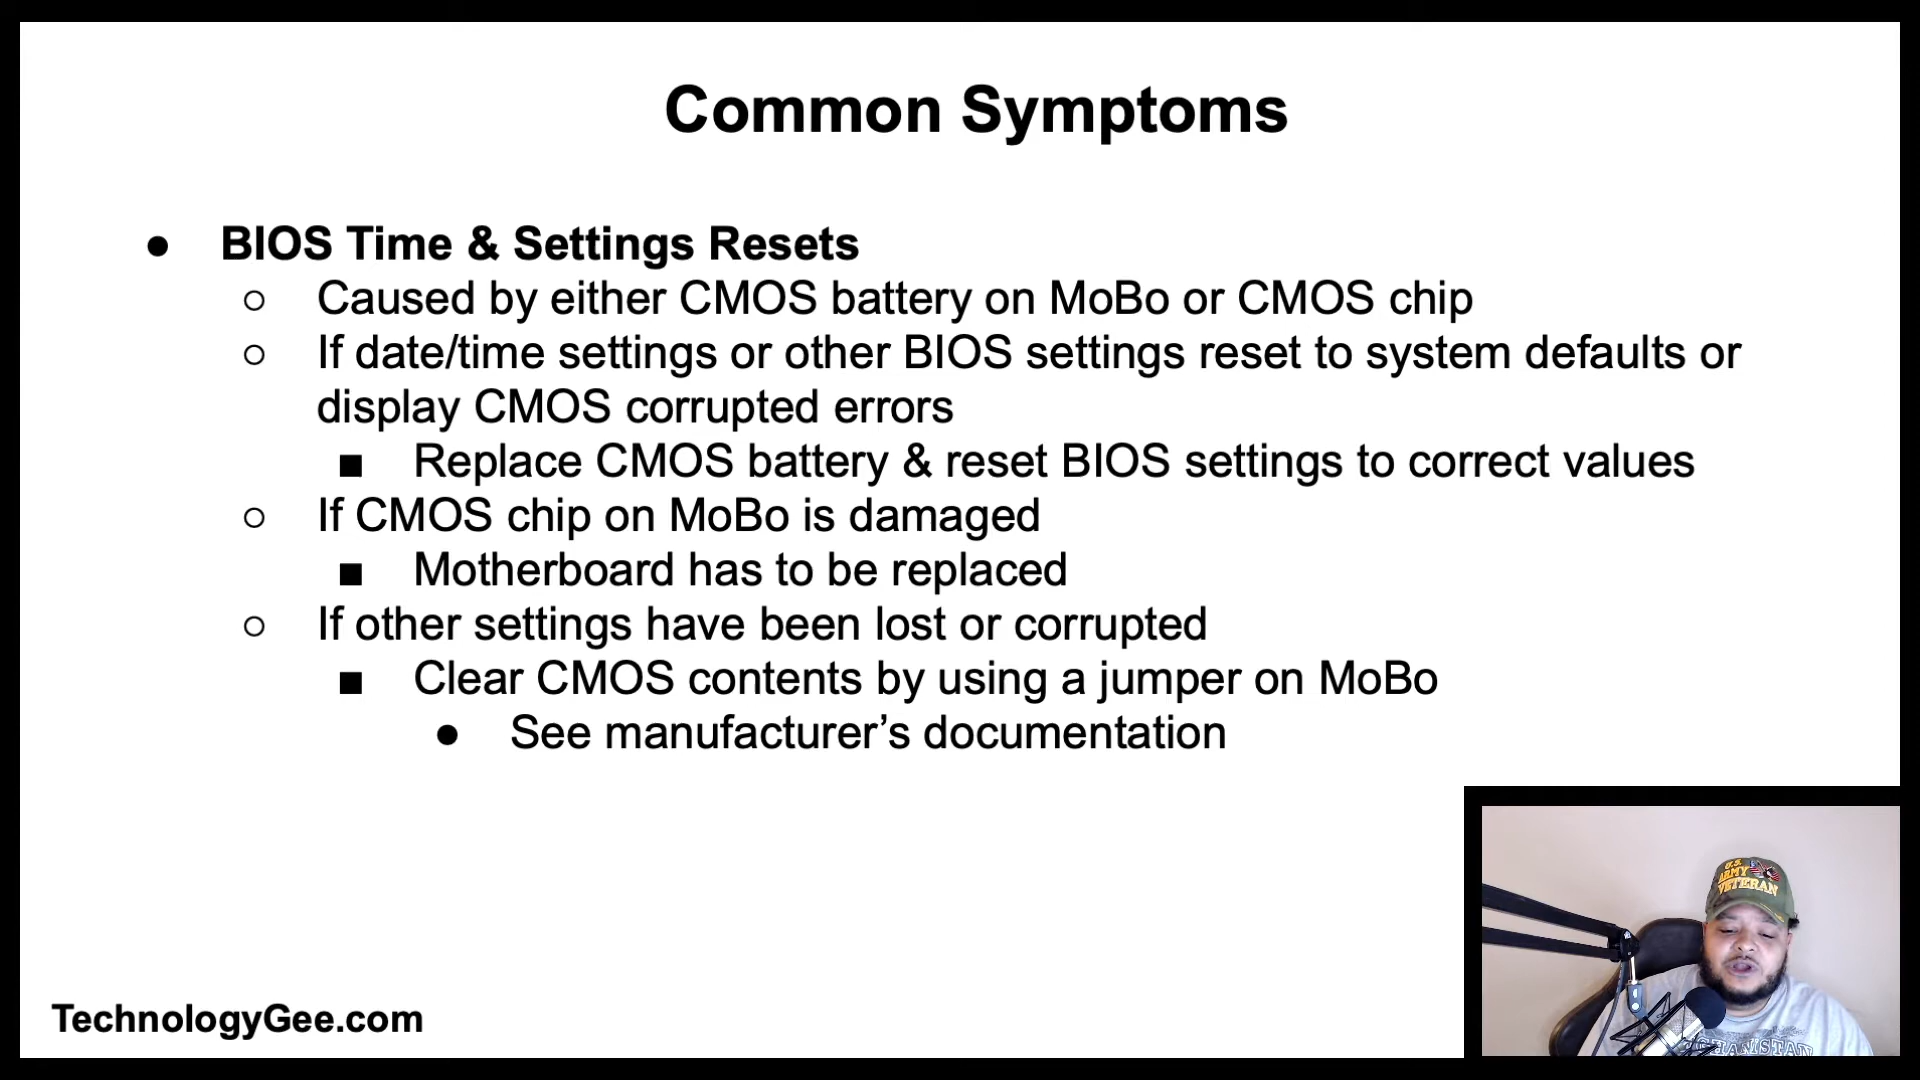 Common Symptoms
● BIOS Time & Settings Resets
○ Caused by either CMOS battery on MoBo or CMOS chip
○ If date/time settings or other BIOS settings reset to system defaults or
display CMOS corrupted errors
■ Replace CMOS battery & reset BIOS settings to correct values
○ If CMOS chip on MoBo is damaged
■ Motherboard has to be replaced
○ If other settings have been lost or corrupted
■ Clear CMOS contents by using a jumper on MoBo
● See manufacturer’s documentation
U.S.
ARMY
VETERAN
TechnologyGee.com